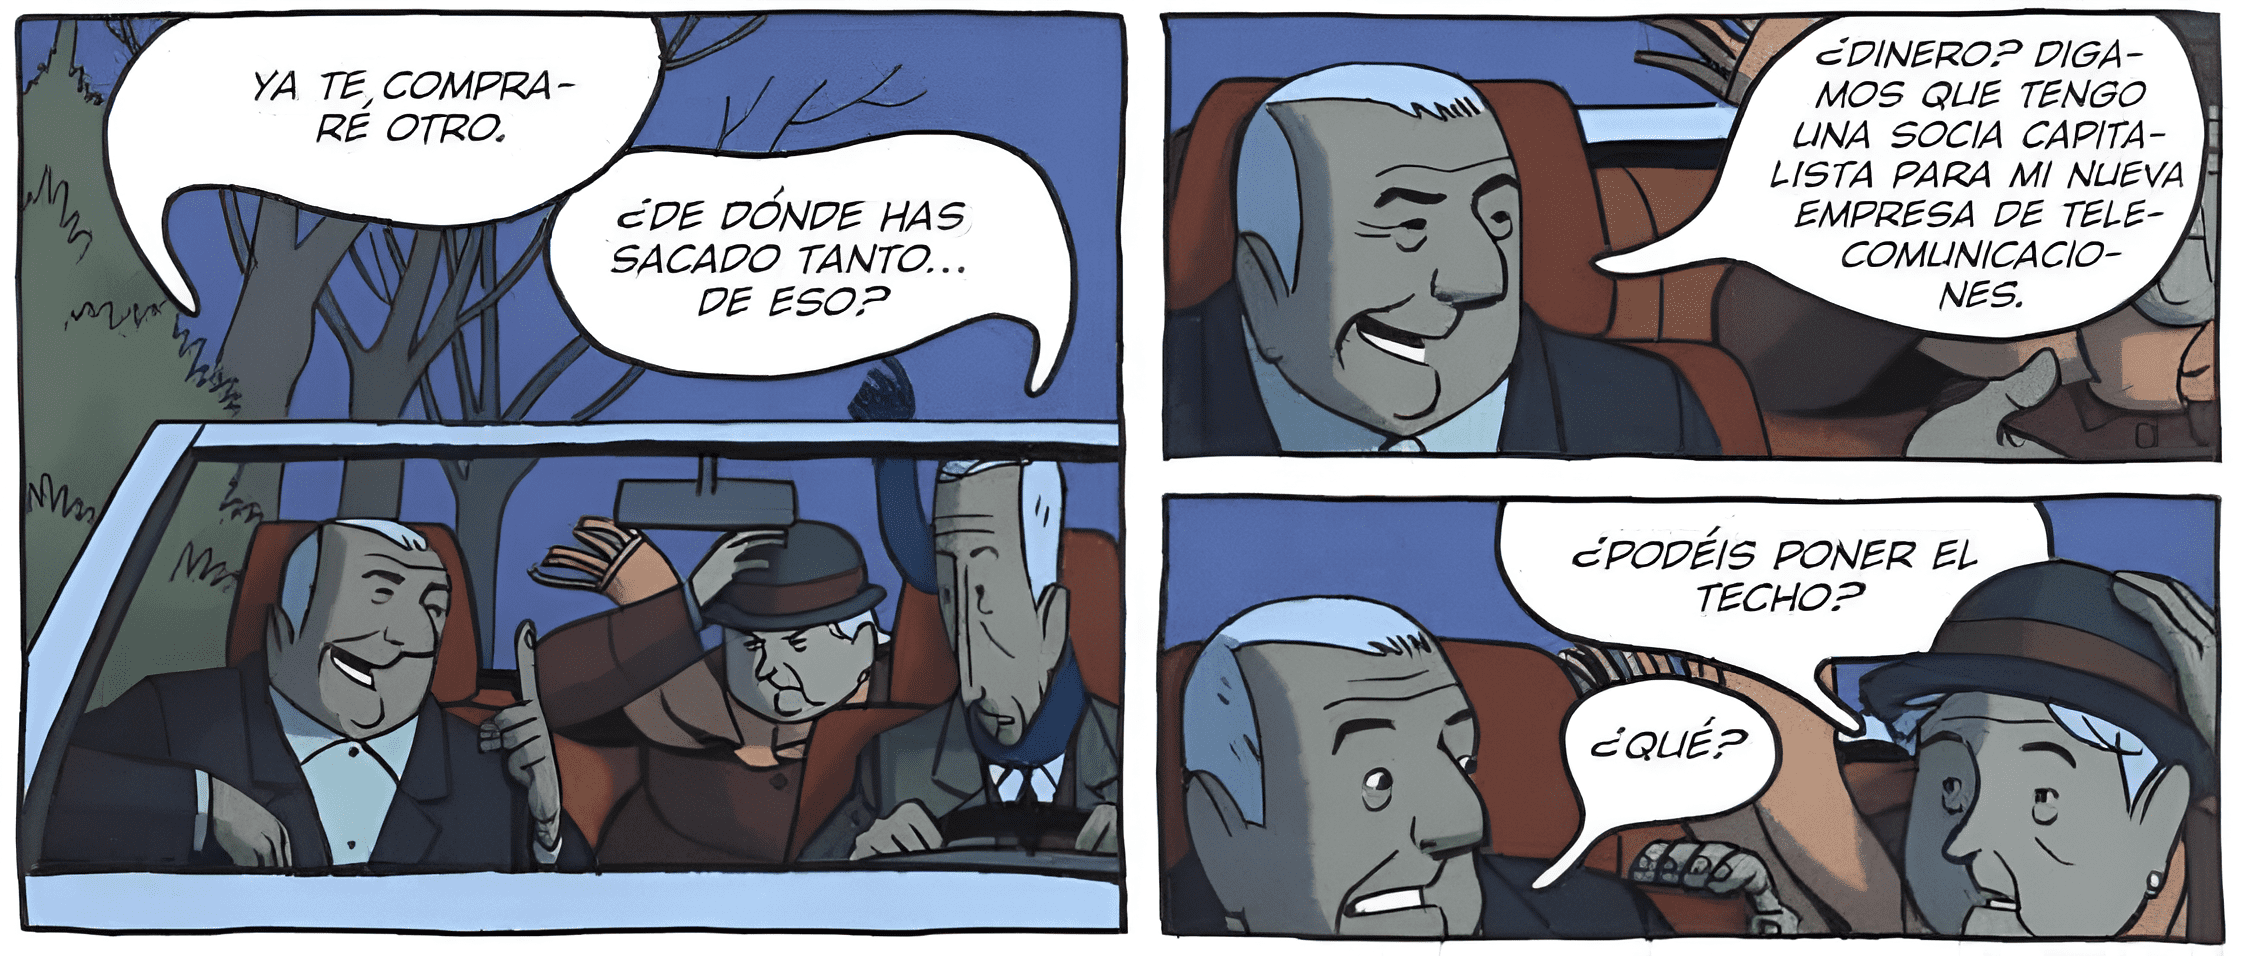 YA TE COMPRA-
RÉ OTRO.
¿DE DÓNDE HAS
SACADO TANTO...
DE ESO?
¿DINERO? DIGA-
MOS QUE TENGO
UNA SOCIA CAPITA-
LISTA PARA MI NUEVA
EMPRESA DE TELE-
COMUNICACIO-
NES.
¿PODÉIS PONER EL
TECHO?
¿QUÉ?